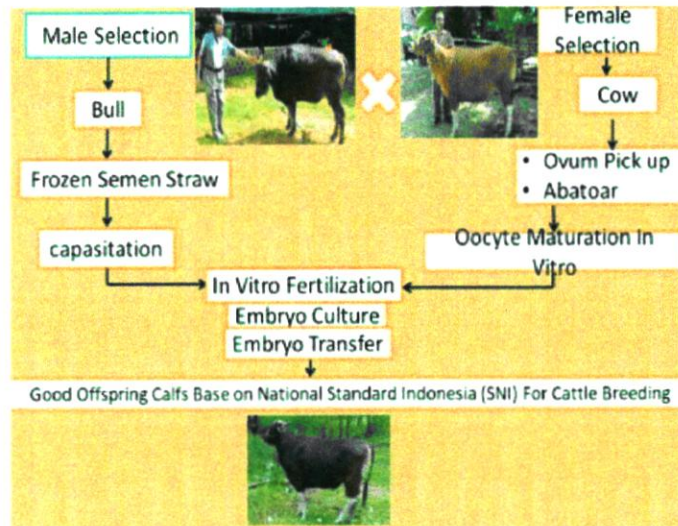 Male Selection
Bull
Frozen Semen Straw
capasitation
Female
Selection
Cow
• Ovum Pick up
• Abatoar
Oocyte Maturation In
Vitro
In Vitro Fertilization
Embryo Culture
Embryo Transfer
Good Offspring Calfs Base on National Standard Indonesia (SNI) For Cattle Breeding